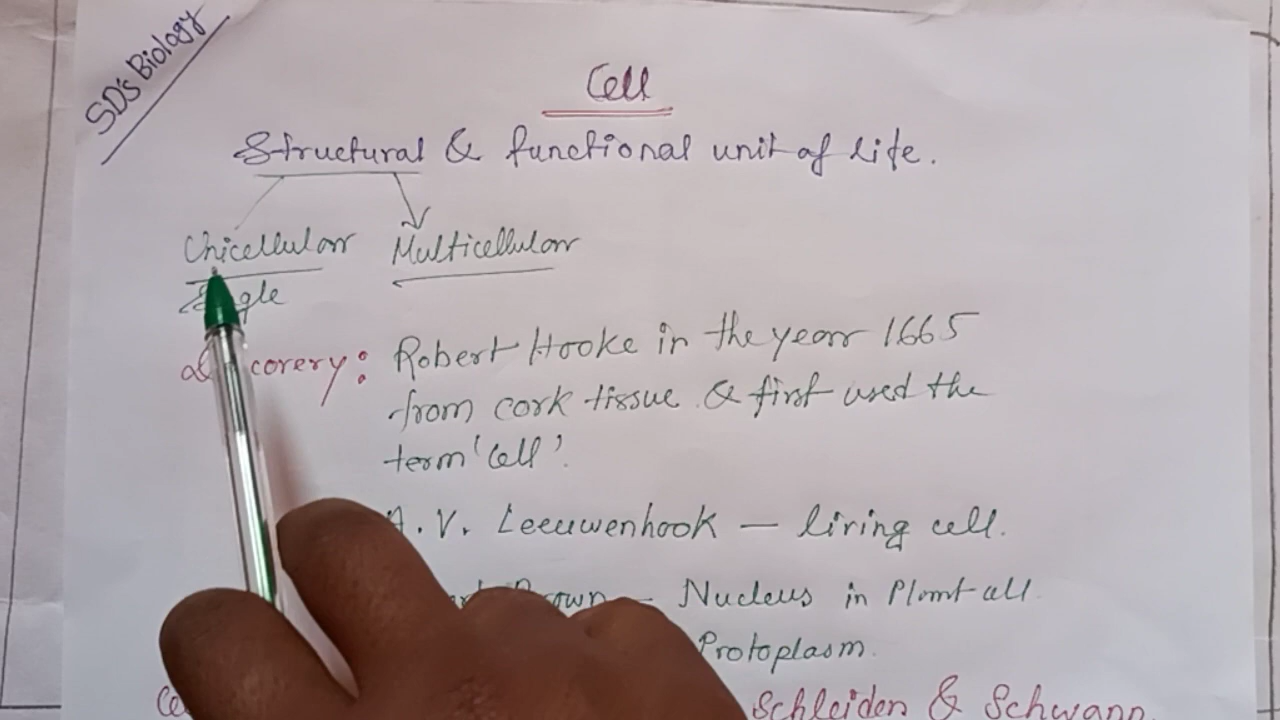 SD's Biology
Cell
Structural & functional unit of life.
Unicellular Multicellular
Robert Hooke in the year 1665
from cork tissue & first used the
term 'Cell'.
A. V. Leeuwenhook — living cell.
Brown — Nucleus in Plant cell
Protoplasm.
Schleiden & Schwann